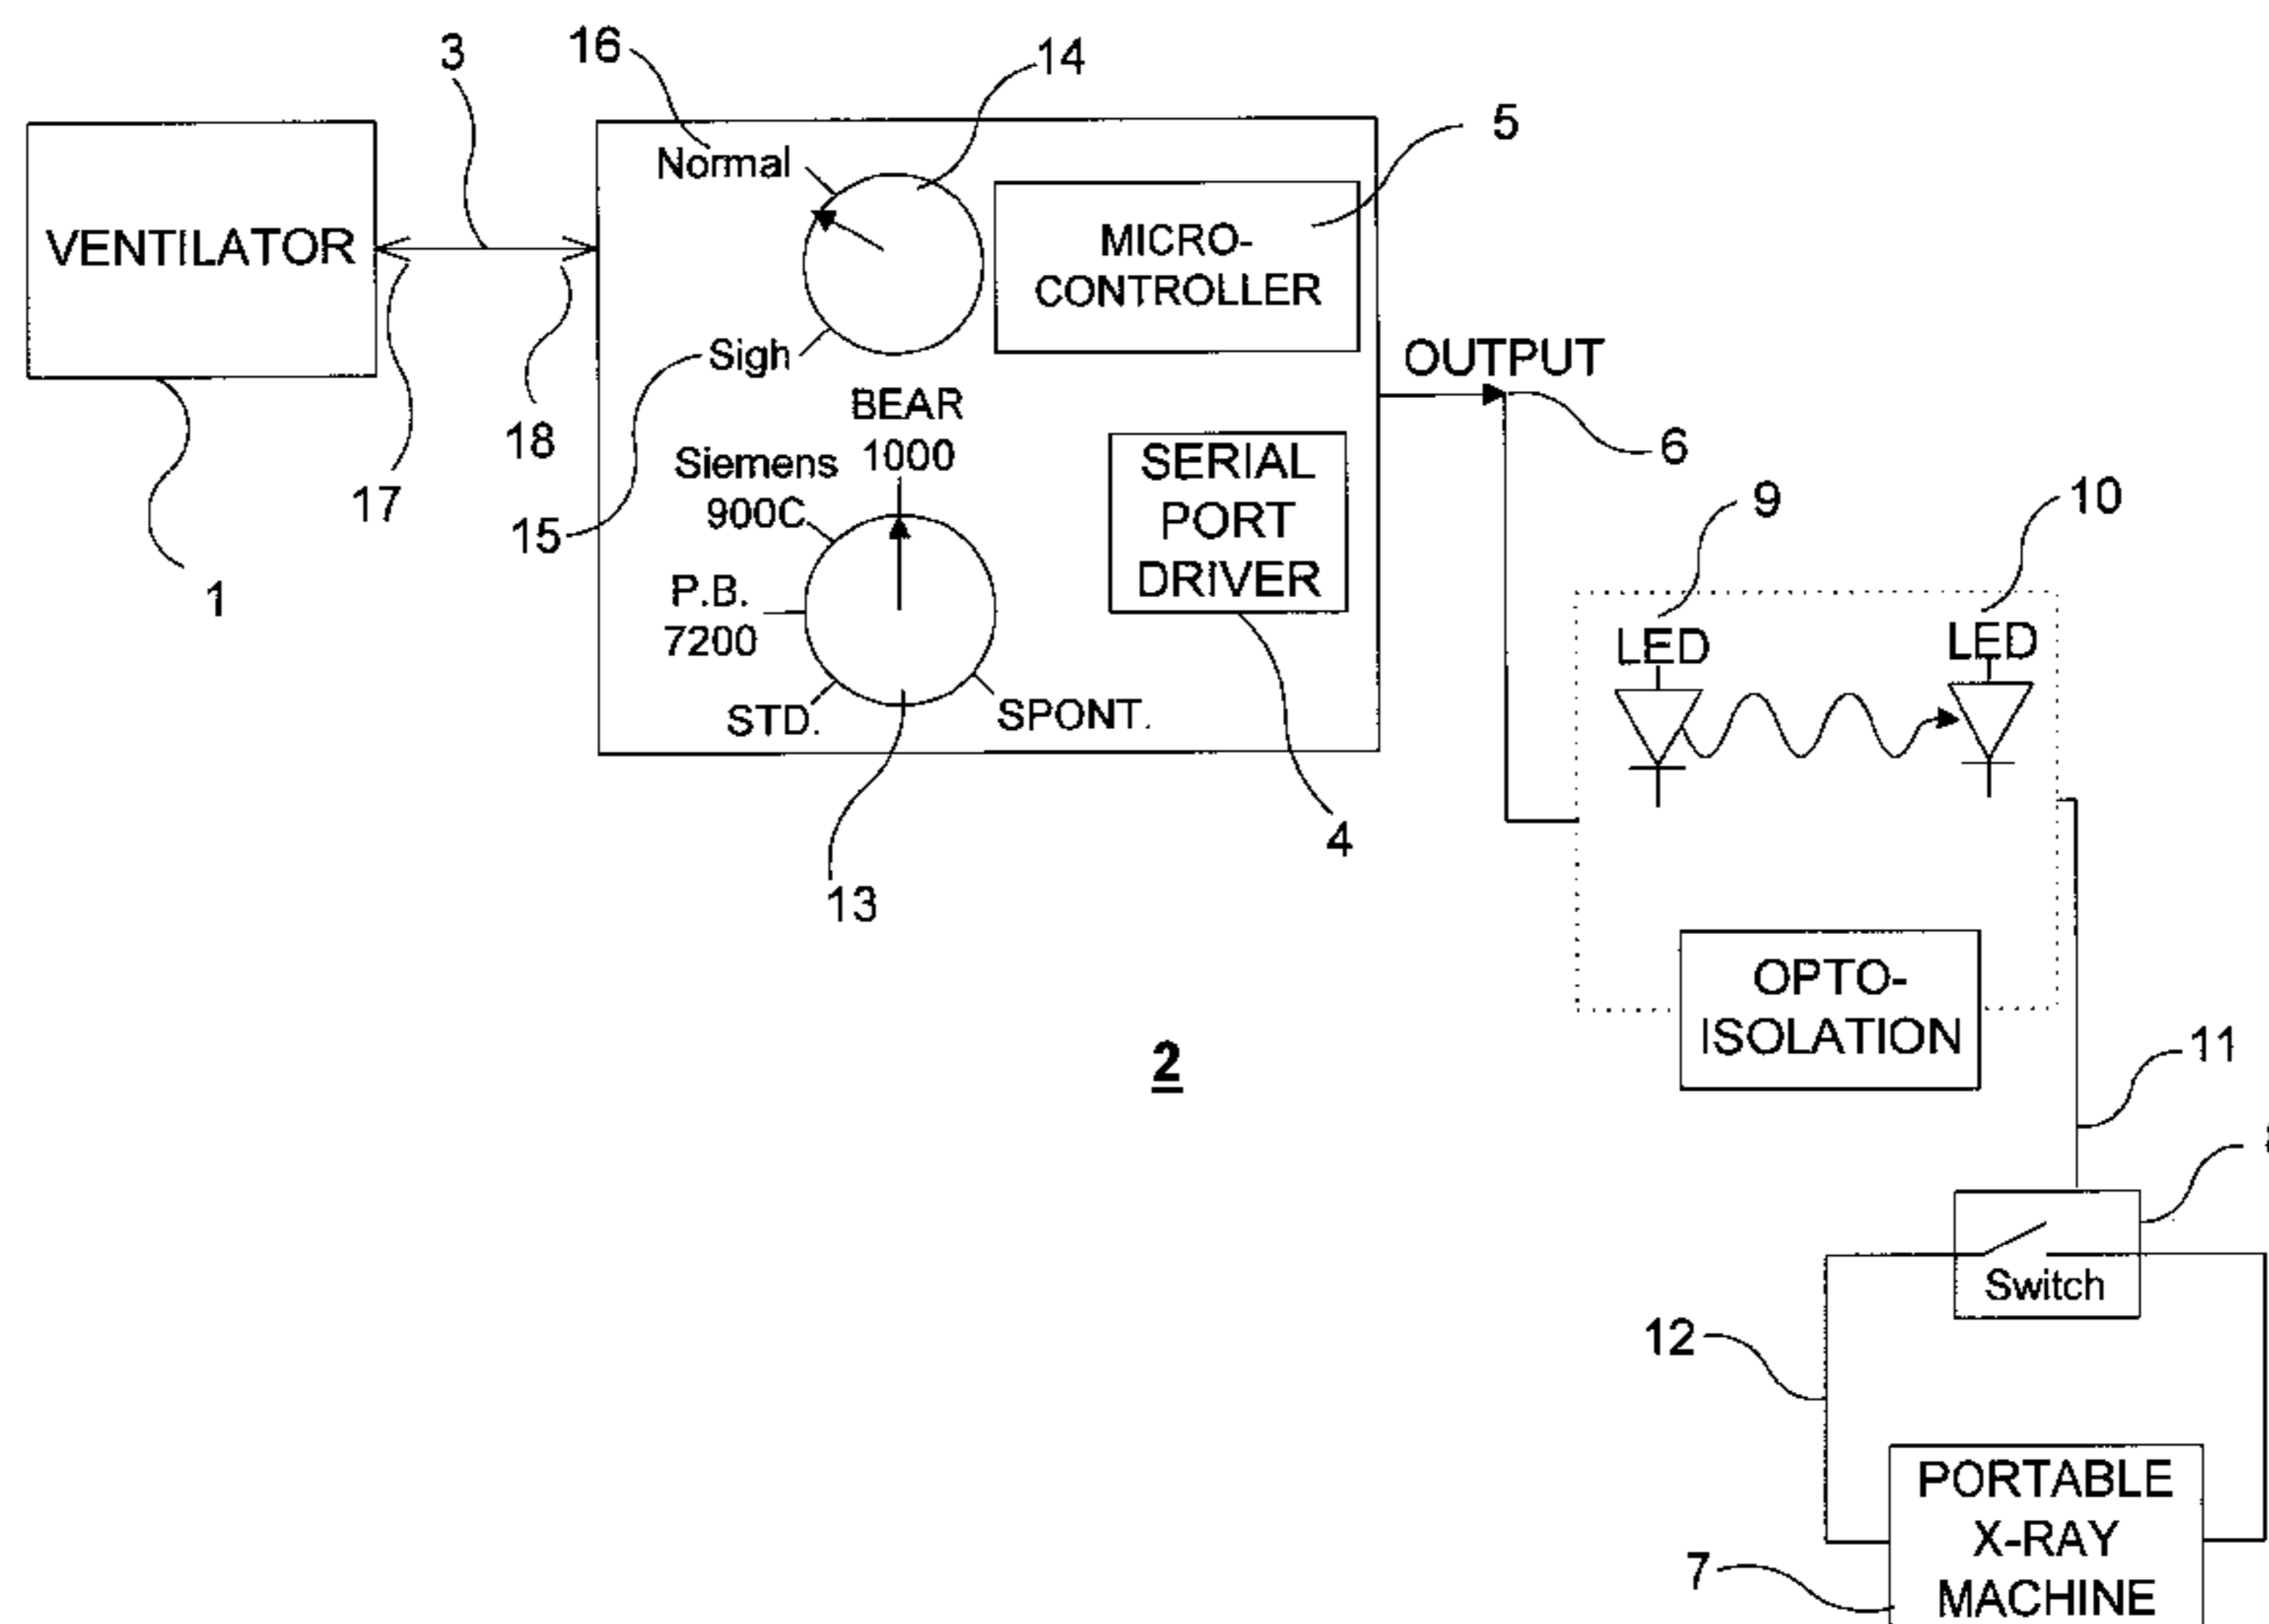 3
16
14
5
Normal
VENTILATOR
MICRO-
CONTROLLER
Sigh
OUTPUT
BEAR
1000
Siemens
900C
SERIAL
PORT
DRIVER
18
17
15
6
9
10
1
P.B.
7200
LED
LED
STD.
SPONT.
4
13
OPTO-
ISOLATION
2
11
Switch
12
PORTABLE
X-RAY
MACHINE
7